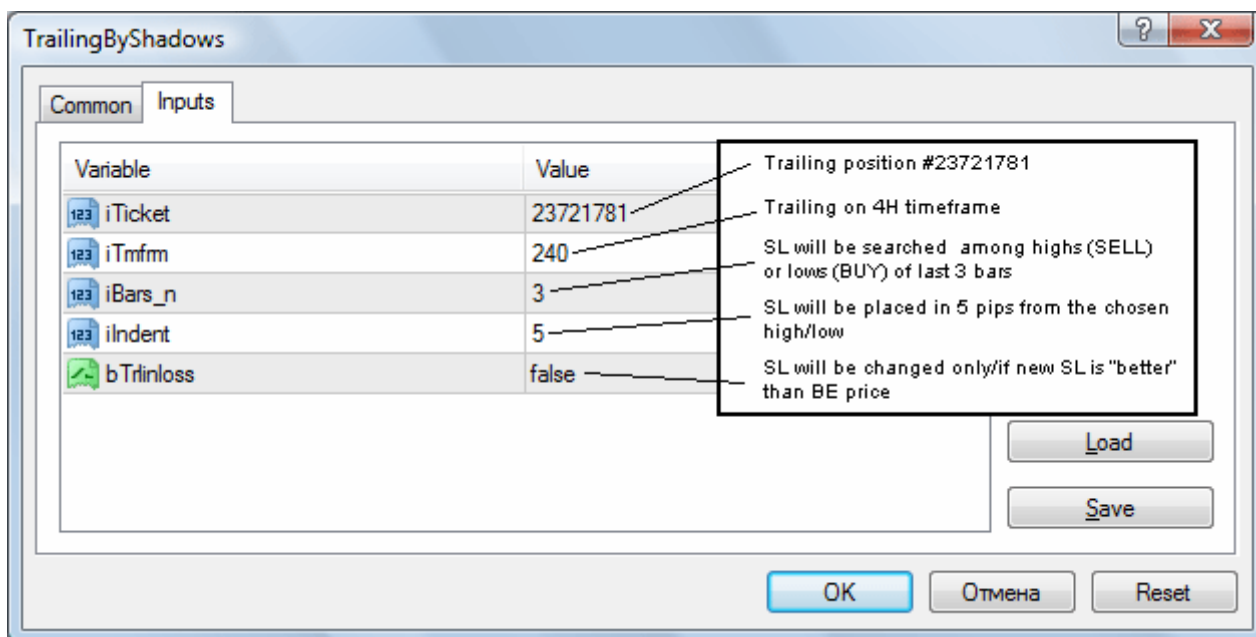 TrailingByShadows
Common
Inputs
Variable
Value
iTicket
23721781
iTmfrm
240
iBars_n
3
iIndent
5
bTrlinloss
false
Trailing position #23721781
Trailing on 4H timeframe
SL will be searched among highs (SELL)
or lows (BUY) of last 3 bars
SL will be placed in 5 pips from the chosen
high/low
SL will be changed only/if new SL is "better"
than BE price
Load
Save
OK
Отмена
Reset